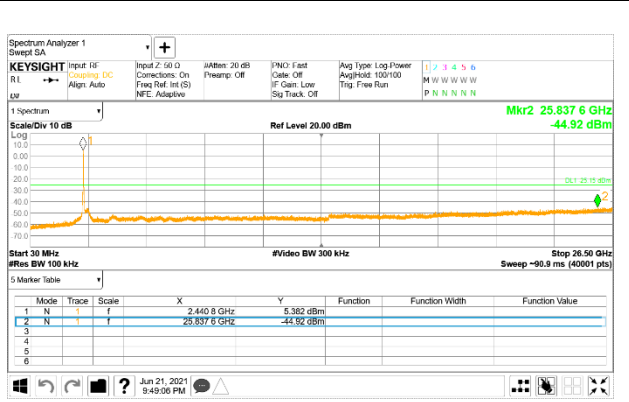 Spectrum Analyzer 1
Swept SA
KEYSIGHT Input: RF Input Z: 50 Ω #Atten: 20 dB PNO: Fast Avg Type: Log-Power 1 2 3 4 5 6
RL Coupling: DC Corrections: On Preamp: Off Gate: Off Avg|Hold: 100/100 M W W W W W
Align: Auto Freq Ref: Int (S) IF Gain: Low Trig: Free Run
NFE: Adaptive Sig Track: Off P N N N N N
1 Spectrum Mkr2 25.837 6 GHz
Scale/Div 10 dB Ref Level 20.00 dBm -44.92 dBm
Log
10.0 1
0.00
-10.0
-20.0 DL1 -25.15 dBm
-30.0
-40.0 2
-50.0
-60.0
-70.0
Start 30 MHz #Video BW 300 kHz Stop 26.50 GHz
#Res BW 100 kHz Sweep ~90.9 ms (40001 pts)
5 Marker Table
Mode Trace Scale X Y Function Function Width Function Value
1 N 1 f 2.440 8 GHz 5.382 dBm
2 N 1 f 25.837 6 GHz -44.92 dBm
3
4
5
6
? Jun 21, 2021
9:49:06 PM